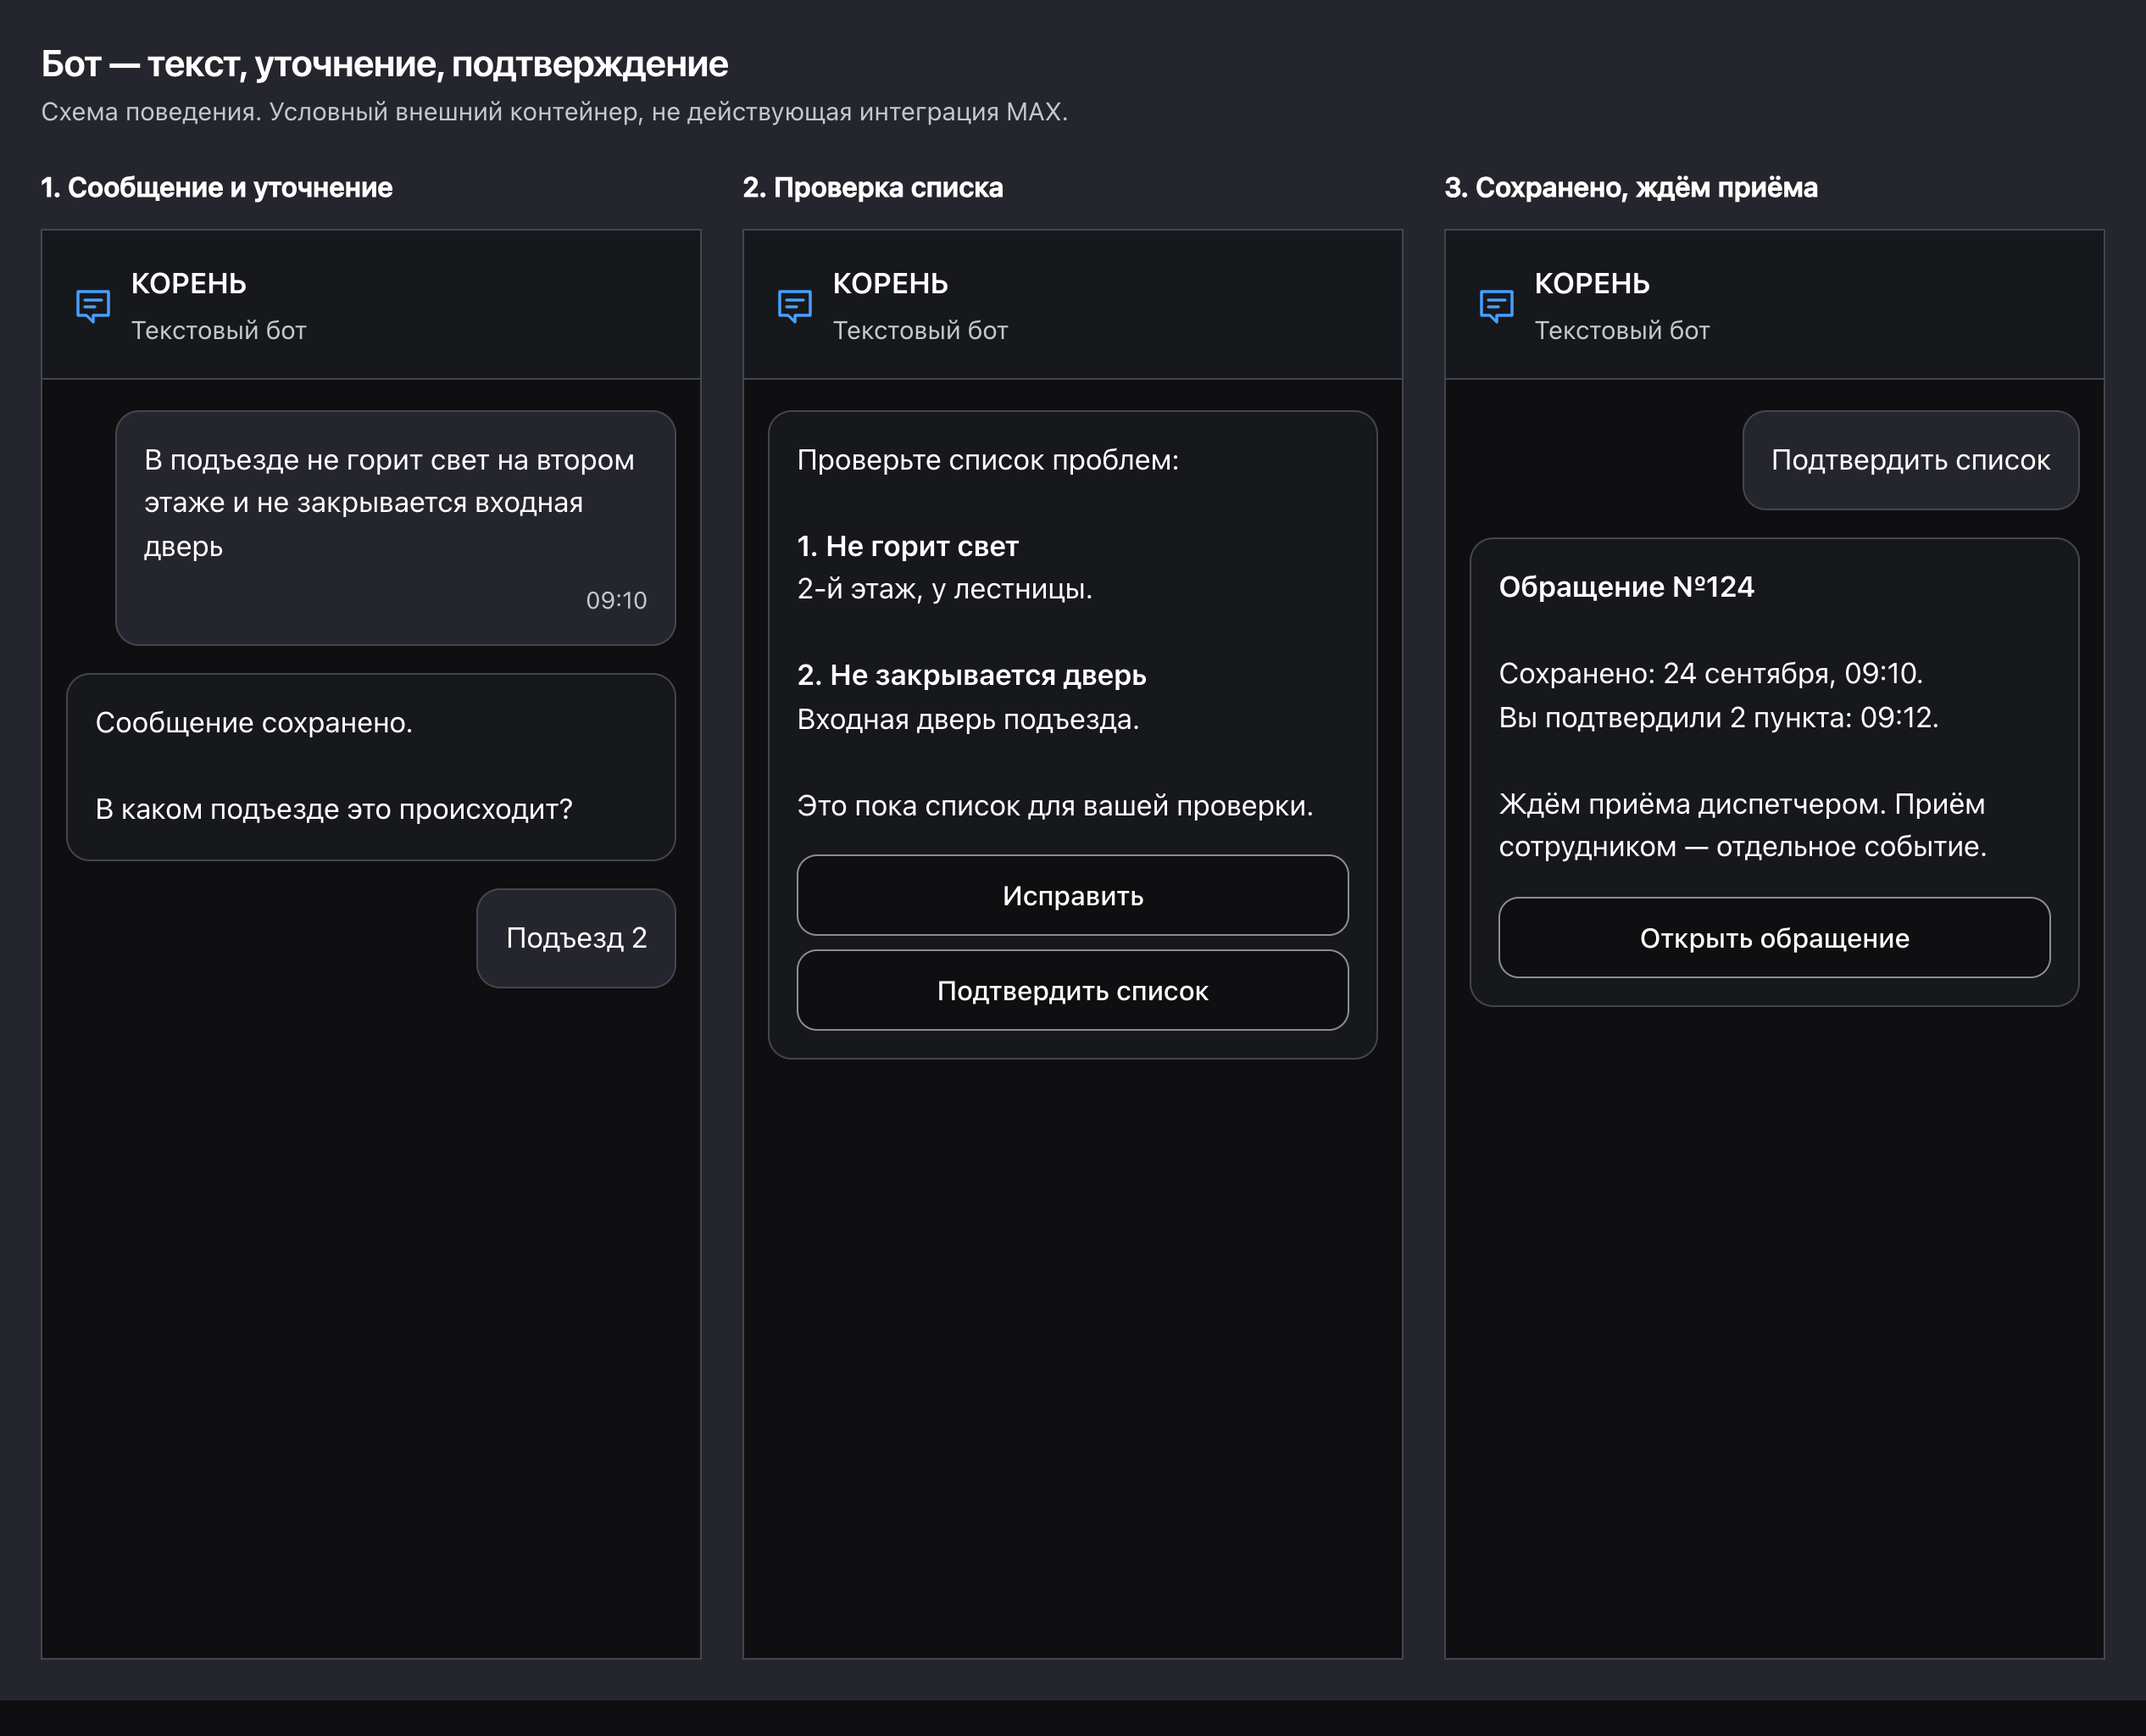 Бот — текст, уточнение, подтверждение
Схема поведения. Условный внешний контейнер, не действующая интеграция MAX.
1. Сообщение и уточнение
КОРЕНЬ
Текстовый бот
В подъезде не горит свет на втором
этаже и не закрывается входная
дверь
09:10
Сообщение сохранено.
В каком подъезде это происходит?
Подъезд 2
2. Проверка списка
КОРЕНЬ
Текстовый бот
Проверьте список проблем:
1. Не горит свет
2-й этаж, у лестницы.
2. Не закрывается дверь
Входная дверь подъезда.
Это пока список для вашей проверки.
Исправить
Подтвердить список
3. Сохранено, ждём приёма
КОРЕНЬ
Текстовый бот
Подтвердить список
Обращение №124
Сохранено: 24 сентября, 09:10.
Вы подтвердили 2 пункта: 09:12.
Ждём приёма диспетчером. Приём
сотрудником — отдельное событие.
Открыть обращение